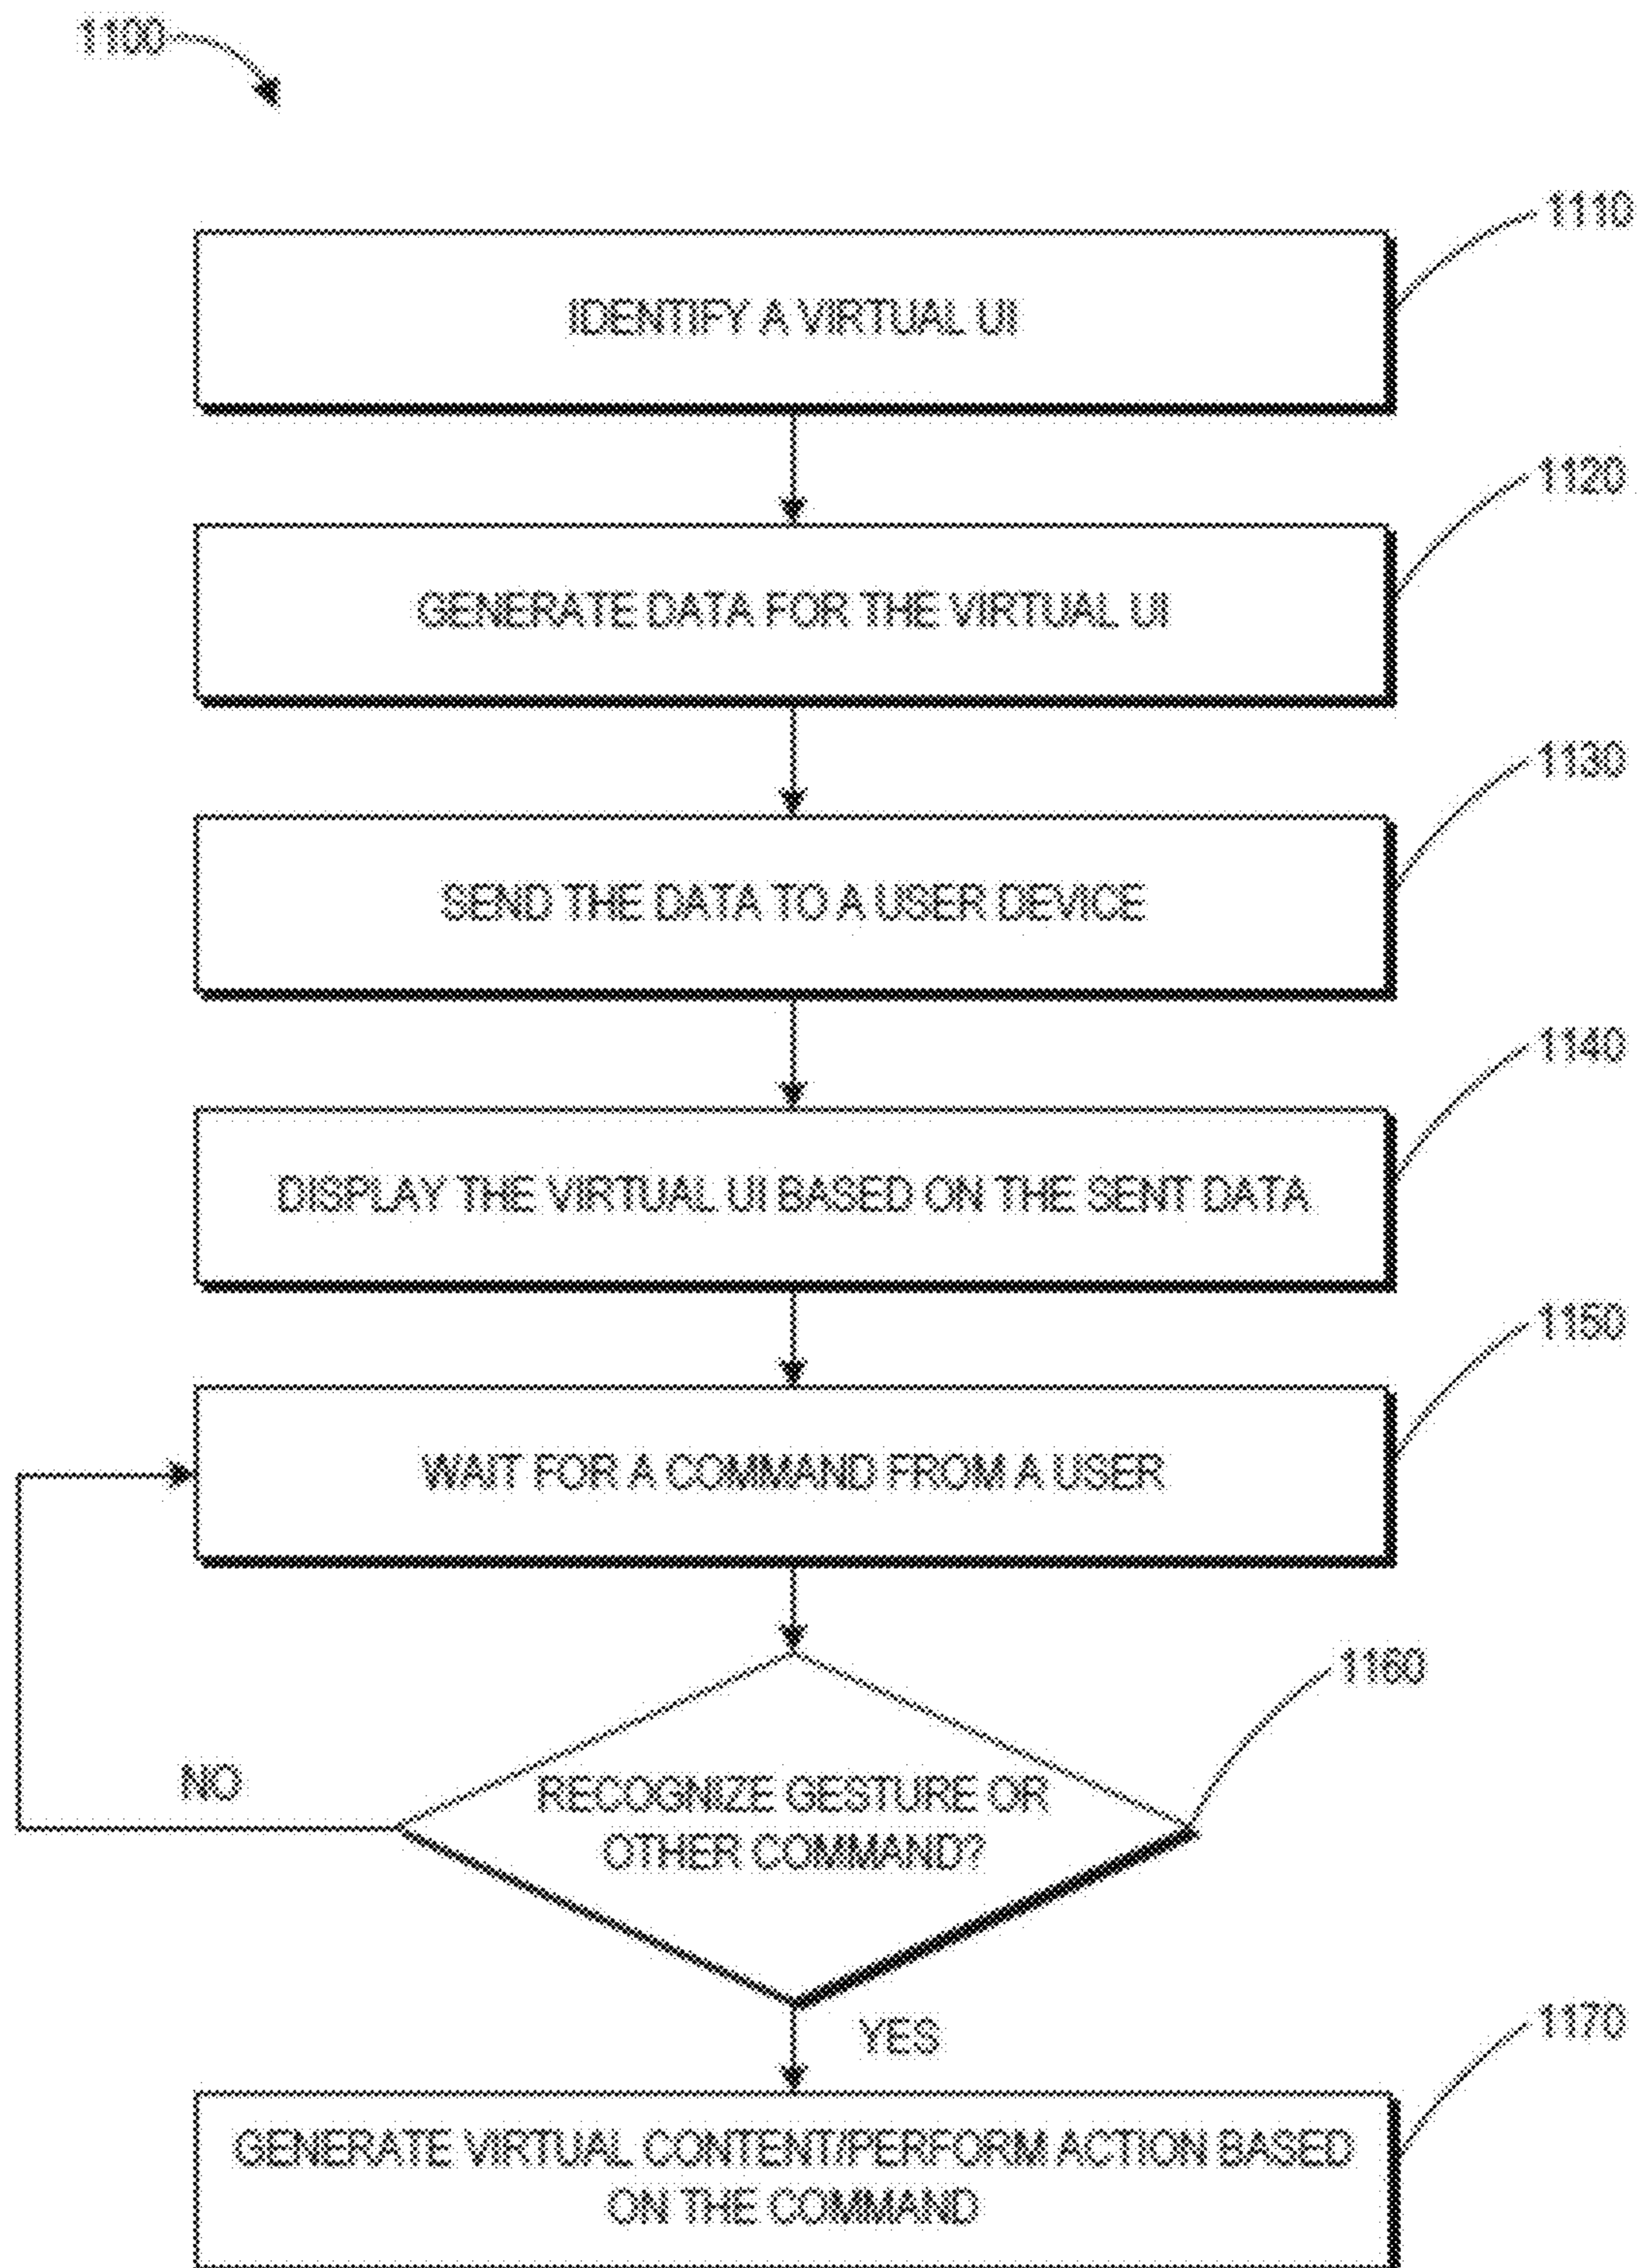 1100
1110
IDENTIFY A VIRTUAL UI
1120
GENERATE DATA FOR THE VIRTUAL UI
1130
SEND THE DATA TO A USER DEVICE
1140
DISPLAY THE VIRTUAL UI BASED ON THE SENT DATA
1150
WAIT FOR A COMMAND FROM A USER
1160
NO
RECOGNIZE GESTURE OR
OTHER COMMAND?
YES
1170
GENERATE VIRTUAL CONTENT/PERFORM ACTION BASED
ON THE COMMAND